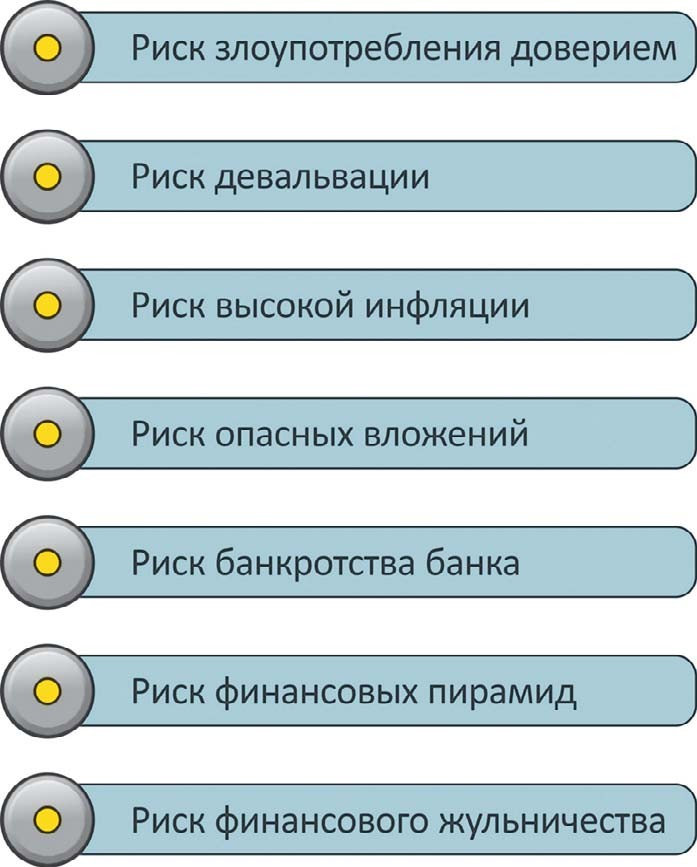 Риск злоупотребления доверием
Риск девальвации
Риск высокой инфляции
Риск опасных вложений
Риск банкротства банка
Риск финансовых пирамид
Риск финансового жульничества